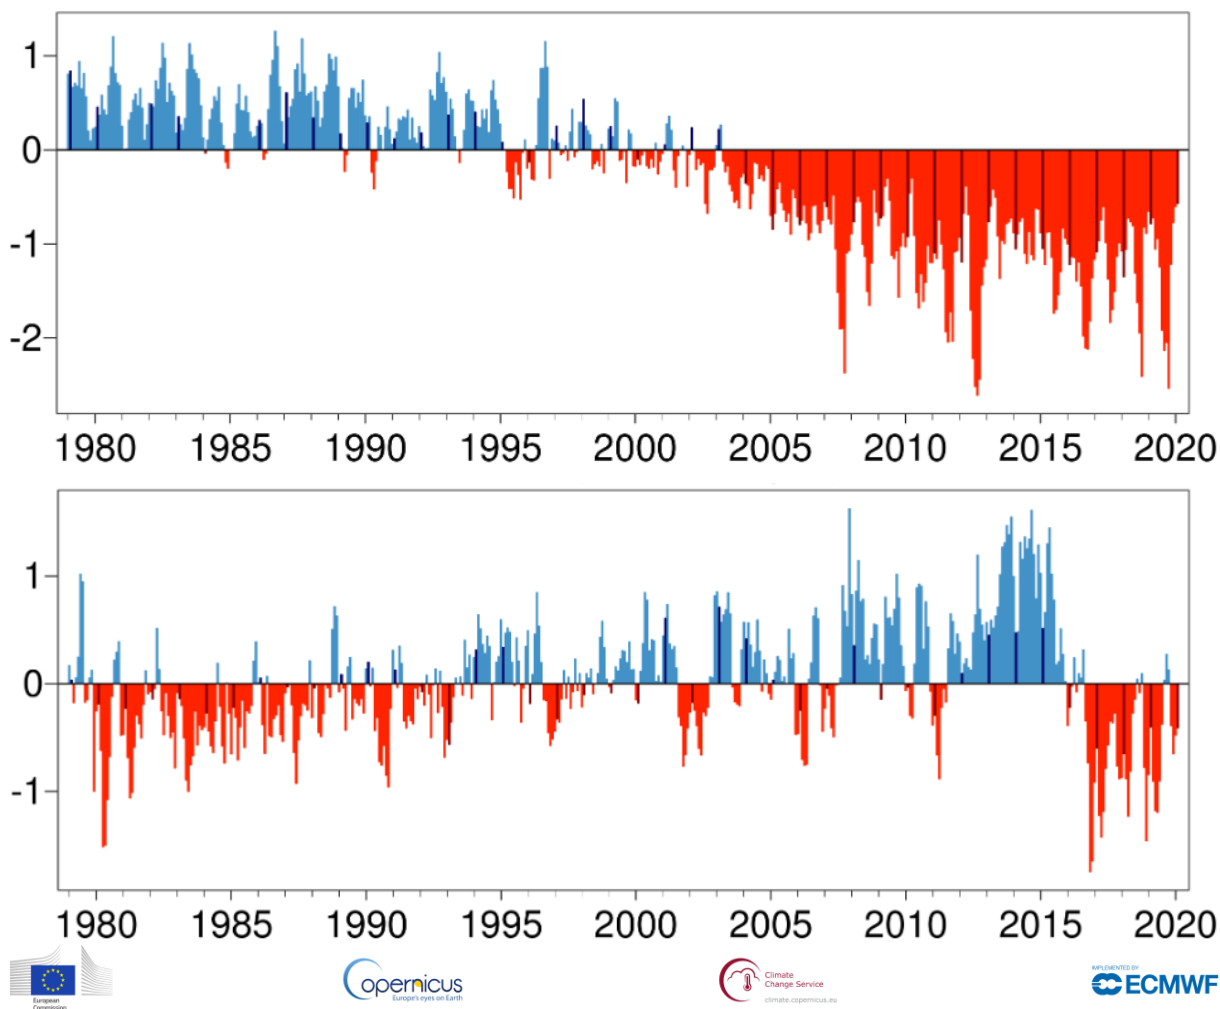 1
0
-1
-2
1980 1985 1990 1995 2000 2005 2010 2015 2020
1
0
-1
1980 1985 1990 1995 2000 2005 2010 2015 2020
European
Commission
opernicus
Europe's eyes on Earth
Climate
Change Service
climate.copernicus.eu
IMPLEMENTED BY
ECMWF